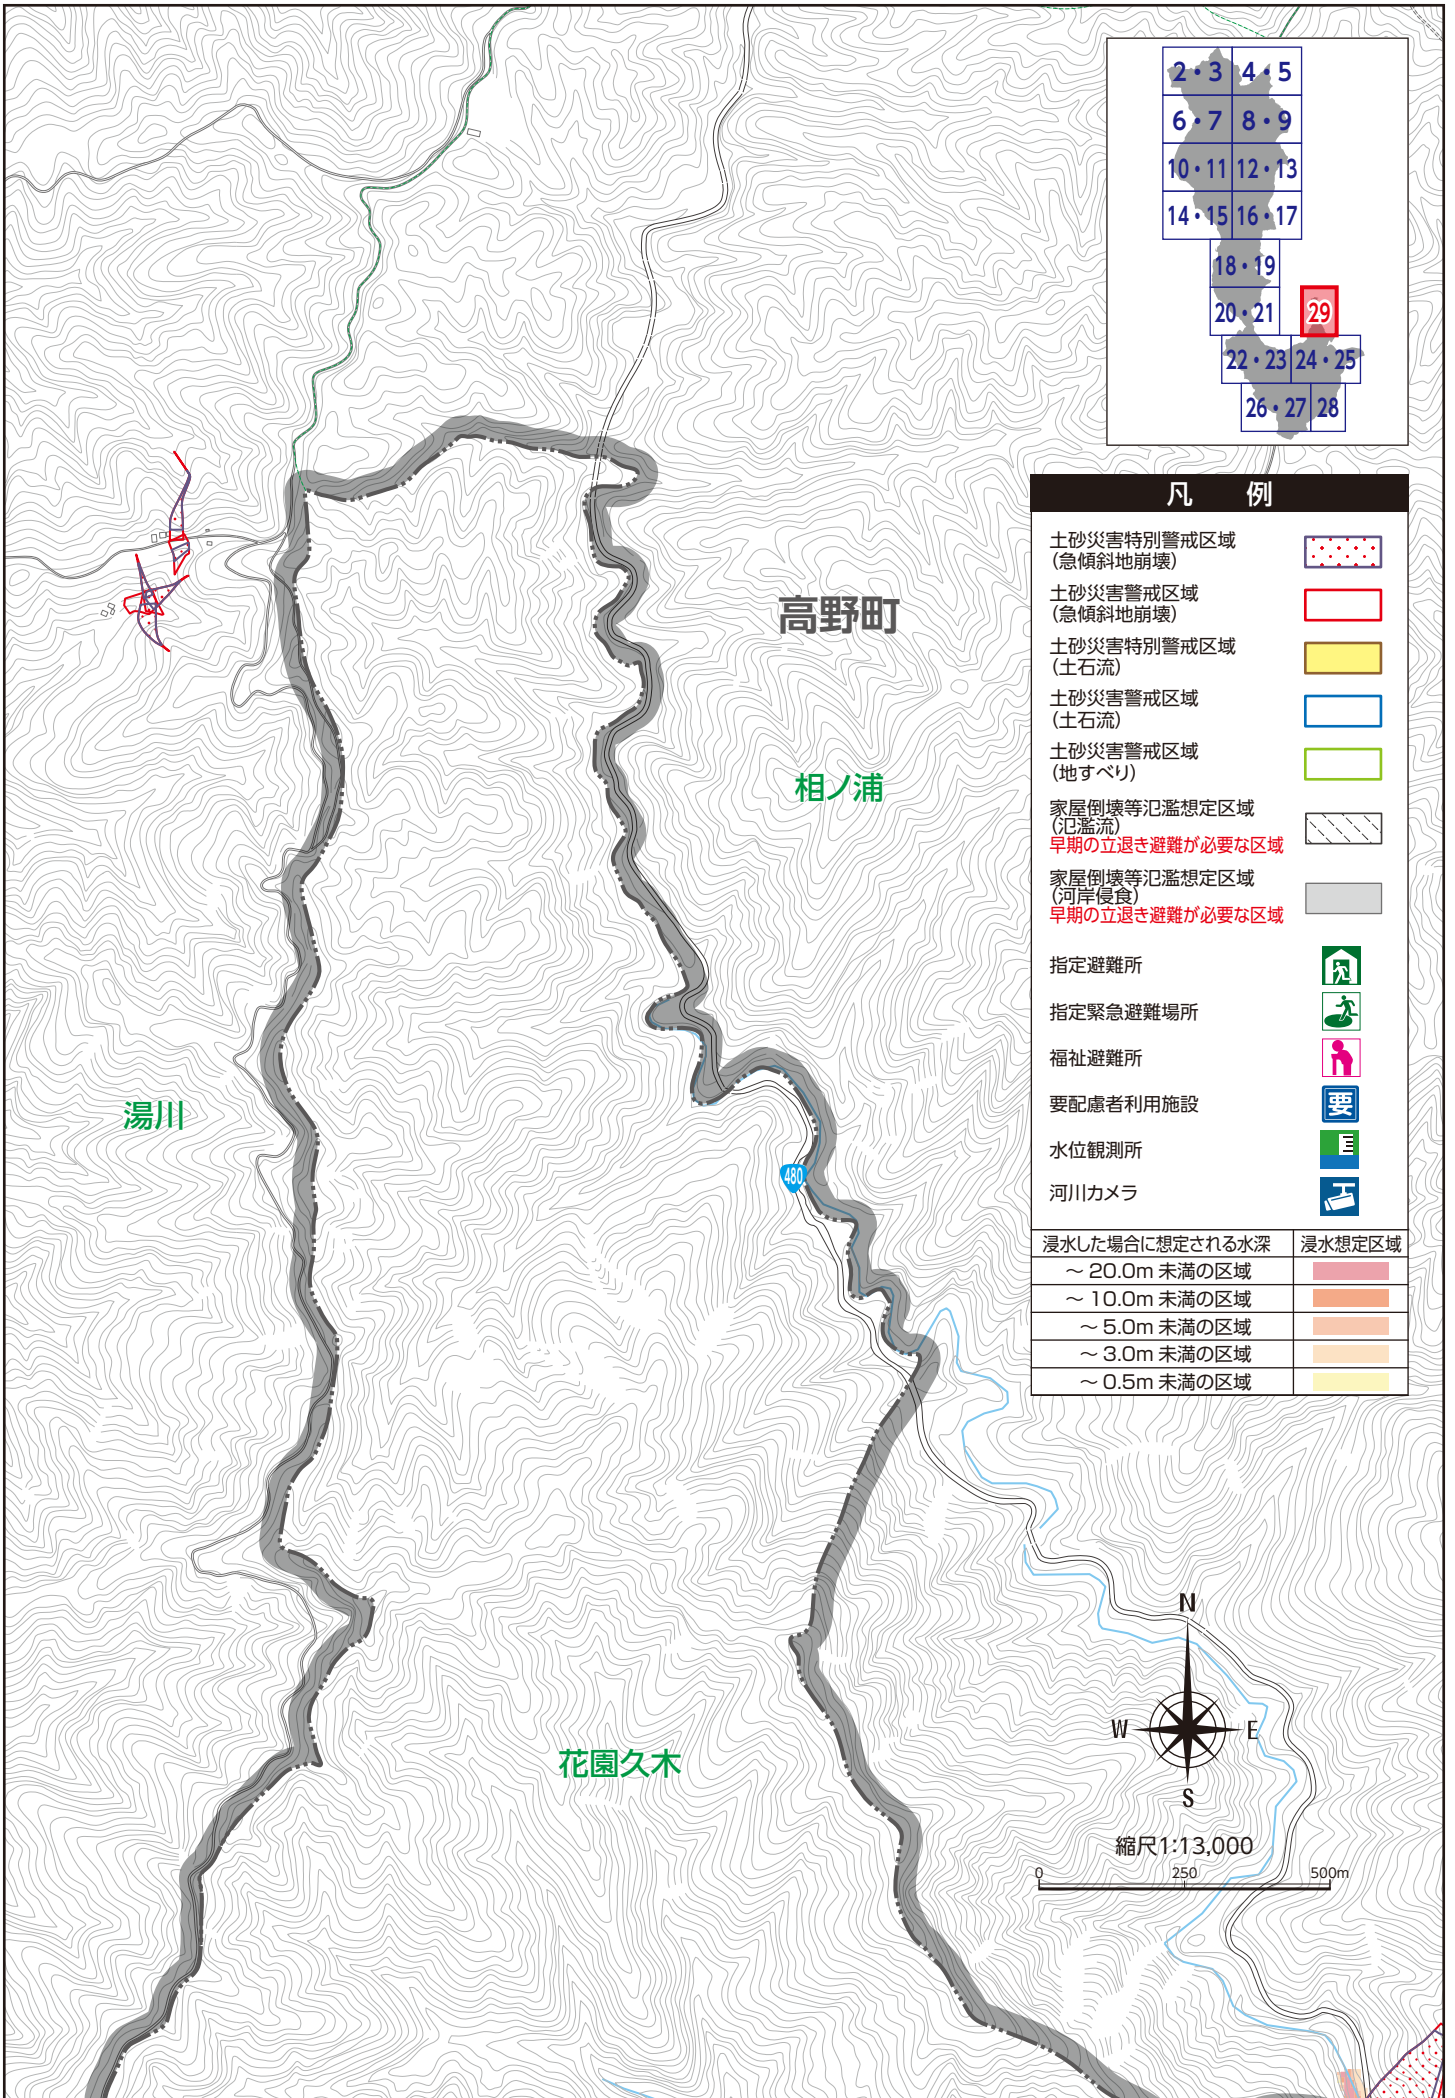 2・3 4・5
6・7 8・9
10・11 12・13
14・15 16・17
18・19
20・21 29
22・23 24・25
26・27 28
凡 例
土砂災害特別警戒区域
(急傾斜地崩壊)
土砂災害警戒区域
(急傾斜地崩壊)
土砂災害特別警戒区域
(土石流)
土砂災害警戒区域
(土石流)
土砂災害警戒区域
(地すべり)
家屋倒壊等氾濫想定区域
(氾濫流)
早期の立退き避難が必要な区域
家屋倒壊等氾濫想定区域
(河岸侵食)
早期の立退き避難が必要な区域
指定避難所
指定緊急避難場所
福祉避難所
要配慮者利用施設 要
水位観測所
河川カメラ
浸水した場合に想定される水深 浸水想定区域
～20.0m 未満の区域
～10.0m 未満の区域
～5.0m 未満の区域
～3.0m 未満の区域
～0.5m 未満の区域
高野町
相ノ浦
湯川
480
花園久木
N
W E
S
縮尺1:13,000
0 250 500m